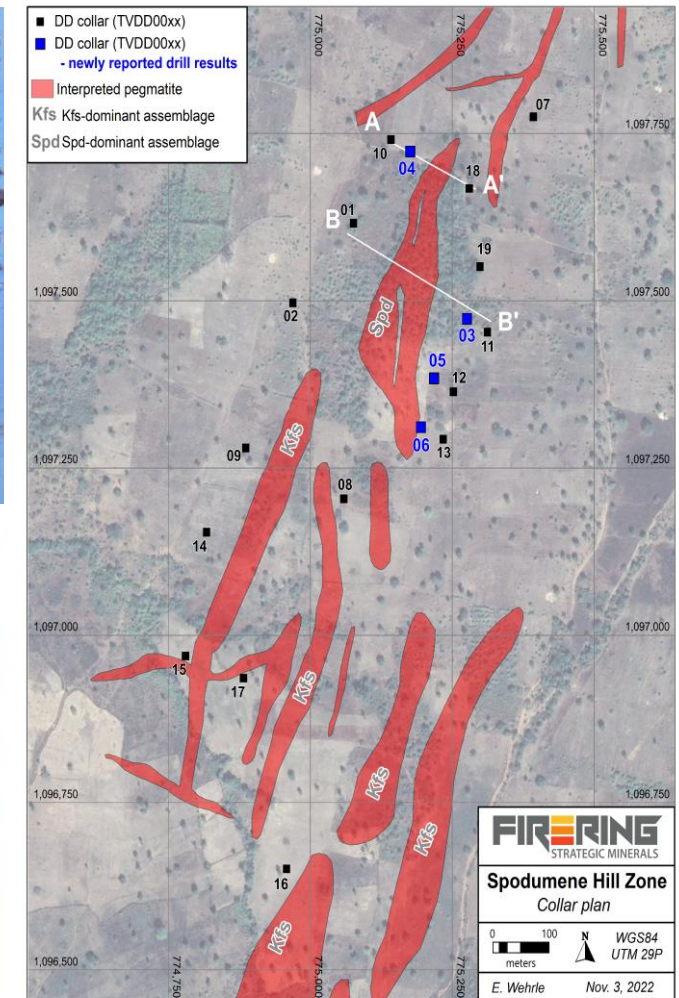 DD collar (TVDD00xx)
DD collar (TVDD00xx)
- newly reported drill results
Interpreted pegmatite
Kfs Kfs-dominant assemblage
Spd Spd-dominant assemblage
775,000
775,250
775,500
07
1,097,750
A
10
04
18
A'
01
B
19
1,097,500
1,097,500
02
Spd
03
B'
11
05
12
06
13
Kfs
09
1,097,250
1,097,250
08
14
1,097,000
1,097,000
15
17
Kfs
1,096,750
1,096,750
Kfs
Kfs
16
Kfs
1,096,500
774,750
775,000
775,250
FIRERING
STRATEGIC MINERALS
Spodumene Hill Zone
Collar plan
0 100
meters
N
WGS84
UTM 29P
E. Wehrle Nov. 3, 2022